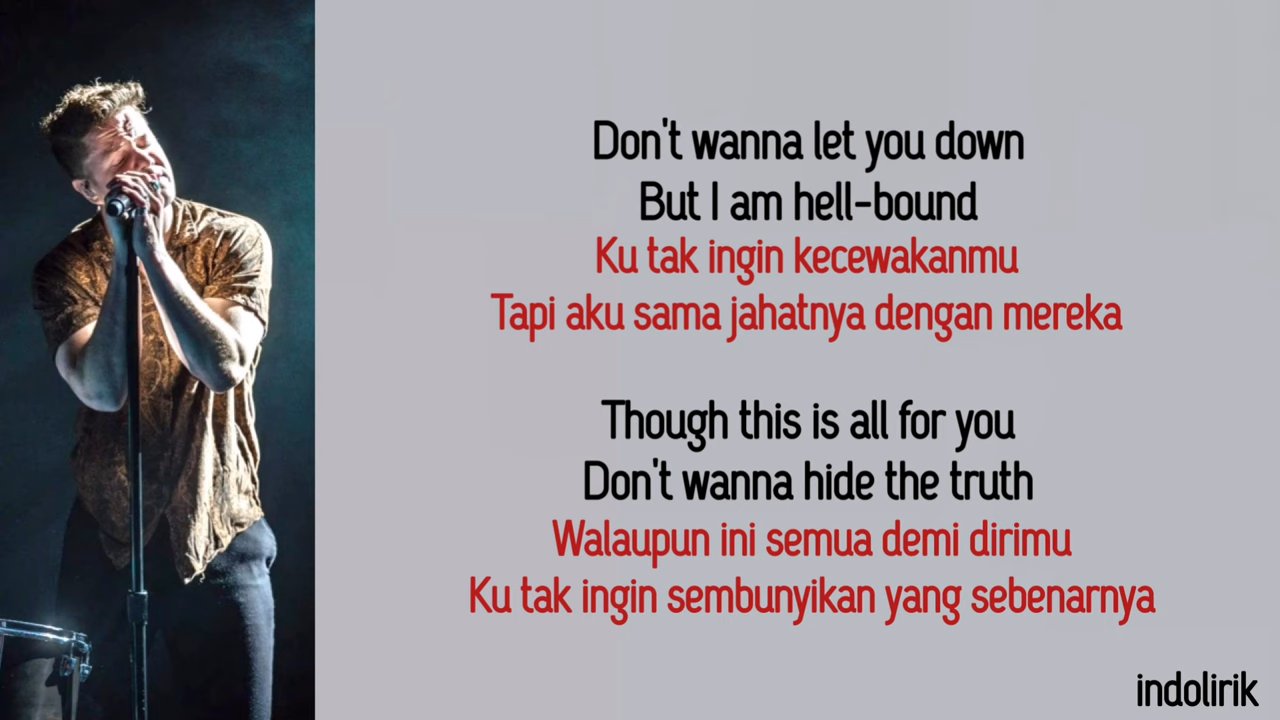 Don't wanna let you down
But I am hell-bound
Ku tak ingin kecewakanmu
Tapi aku sama jahatnya dengan mereka
Though this is all for you
Don't wanna hide the truth
Walaupun ini semua demi dirimu
Ku tak ingin sembunyikan yang sebenarnya
indolirik